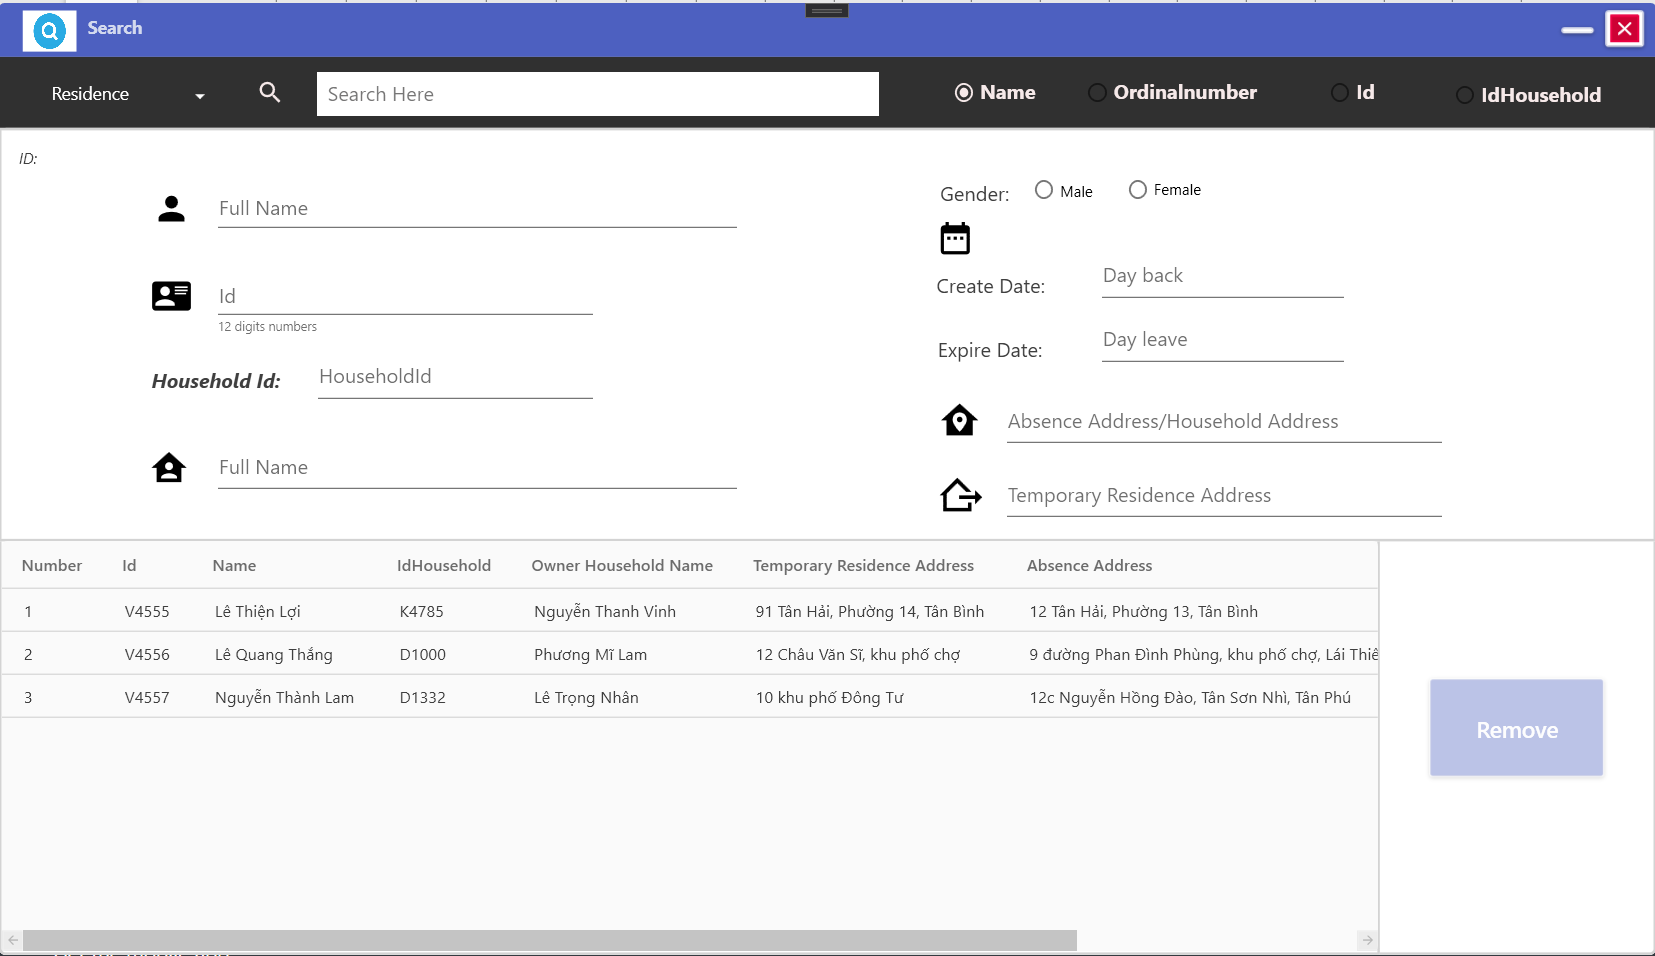 Search
Residence Search Here Name Ordinalnumber Id IdHousehold
ID:
Full Name
Id
12 digits numbers
Household Id: HouseholdId
Full Name
Gender: Male Female
Create Date: Day back
Expire Date: Day leave
Absence Address/Household Address
Temporary Residence Address
Number Id Name IdHousehold Owner Household Name Temporary Residence Address Absence Address
1 V4555 Lê Thiện Lợi K4785 Nguyễn Thanh Vinh 91 Tân Hải, Phường 14, Tân Bình 12 Tân Hải, Phường 13, Tân Bình
2 V4556 Lê Quang Thắng D1000 Phương Mĩ Lam 12 Châu Văn Sĩ, khu phố chợ 9 đường Phan Đình Phùng, khu phố chợ, Lái Thiê
3 V4557 Nguyễn Thành Lam D1332 Lê Trọng Nhân 10 khu phố Đông Tư 12c Nguyễn Hồng Đào, Tân Sơn Nhì, Tân Phú
Remove